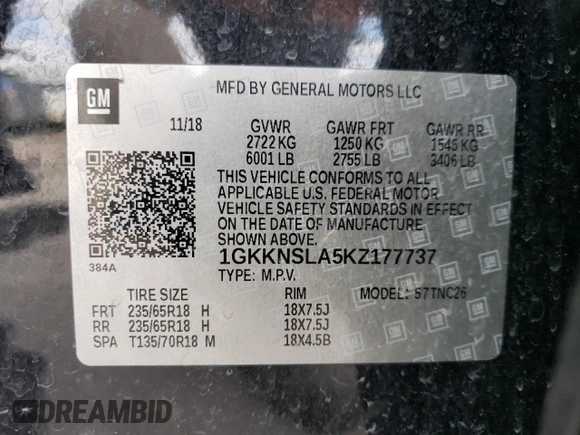 GM
MFD BY GENERAL MOTORS LLC
11/18 GVWR GAWR FRT GAWR RR
2722 KG 1250 KG 1545 KG
6001 LB 2755 LB 3406 LB
THIS VEHICLE CONFORMS TO ALL
APPLICABLE U.S. FEDERAL MOTOR
VEHICLE SAFETY STANDARDS IN EFFECT
ON THE DATE OF MANUFACTURE
SHOWN ABOVE.
384A
1GKKNSLA5KZ177737
TYPE: M.P.V.
TIRE SIZE RIM MODEL: 57TNC26
FRT 235/65R18 H 18X7.5J
RR 235/65R18 H 18X7.5J
SPA T135/70R18 M 18X4.5B
DREAMBID